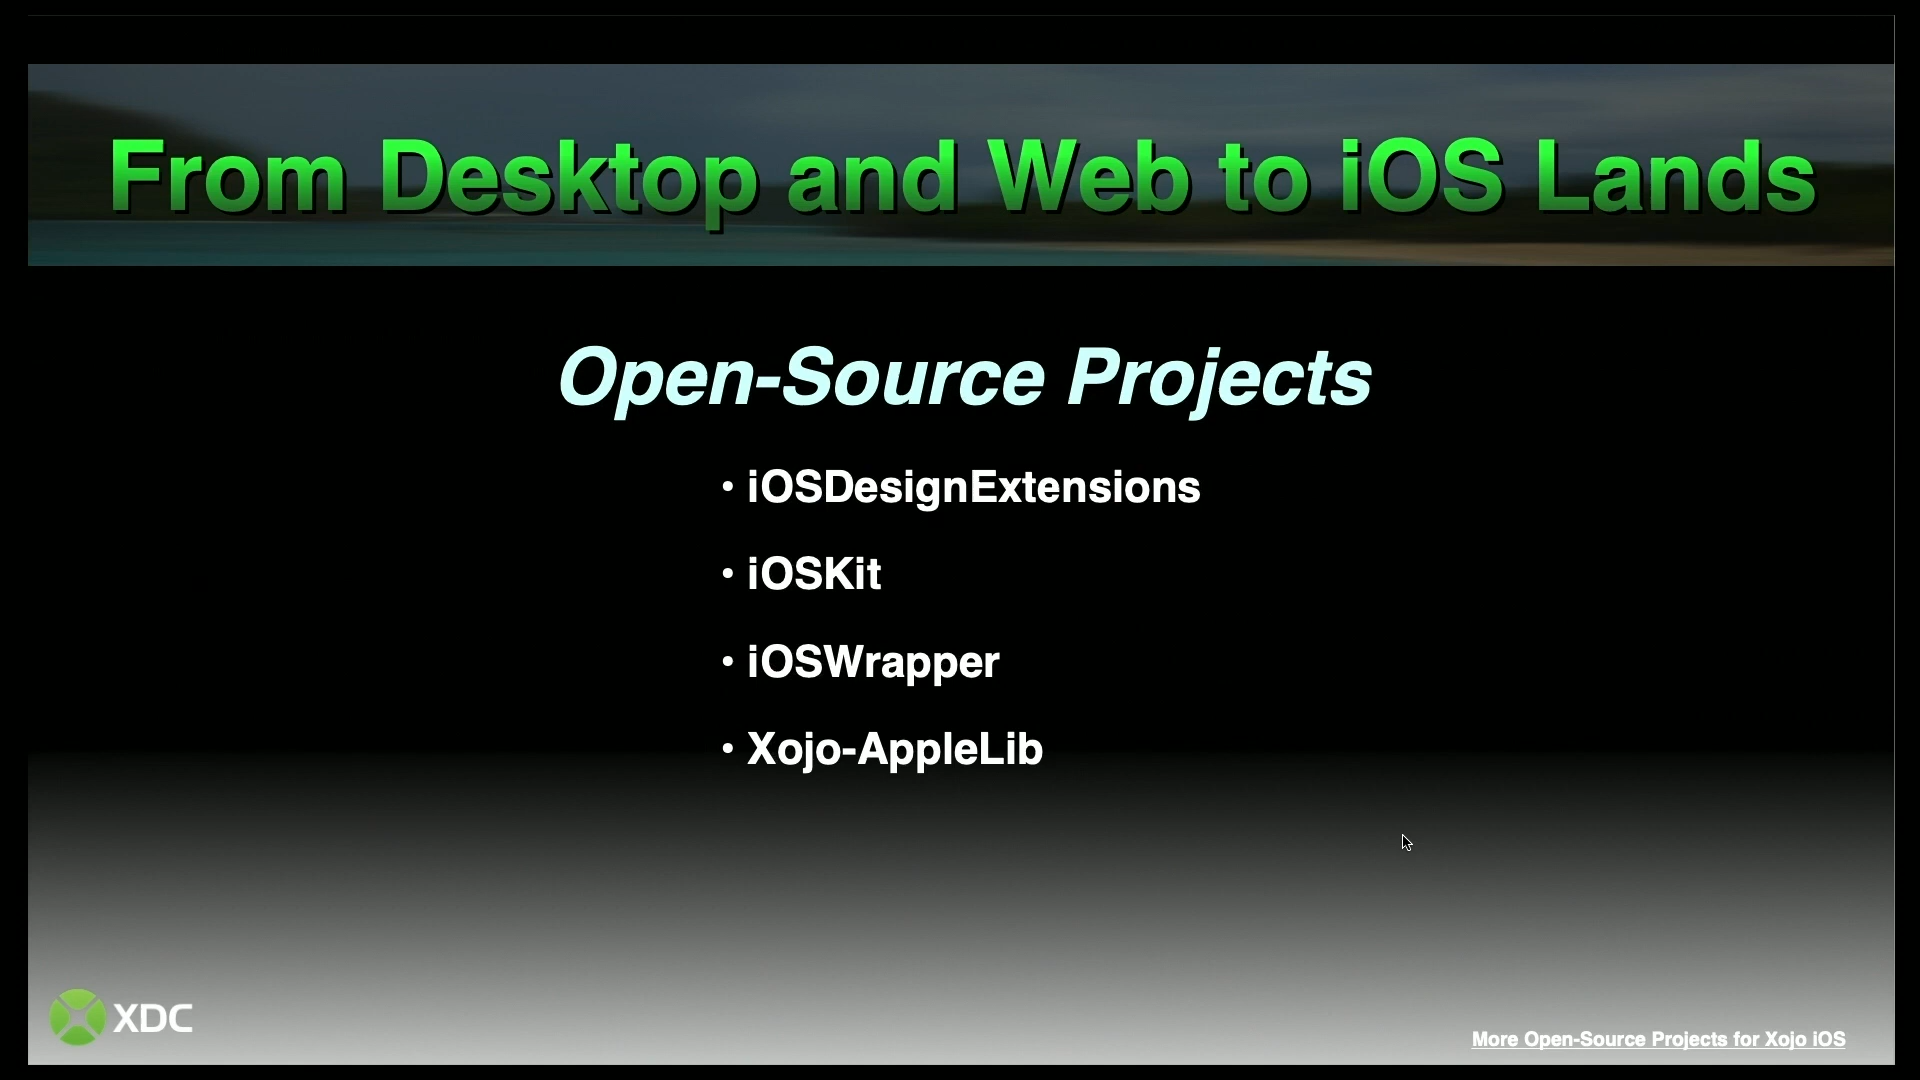 From Desktop and Web to iOS Lands
Open-Source Projects
• iOSDesignExtensions
• iOSKit
• iOSWrapper
• Xojo-AppleLib
XDC
More Open-Source Projects for Xojo iOS